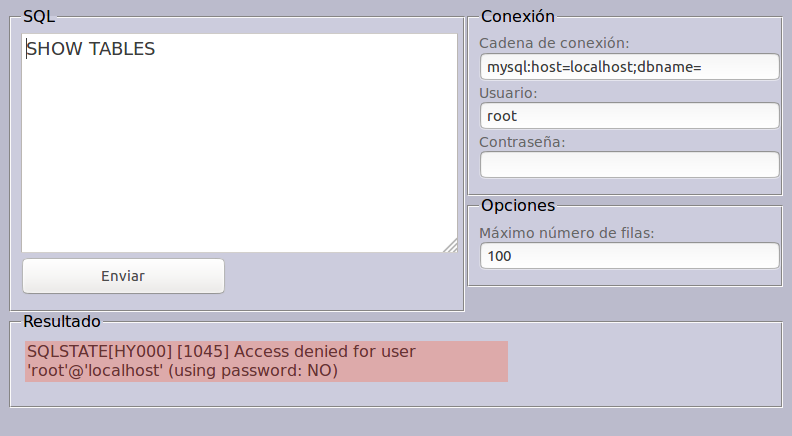 SQL
SHOW TABLES
Enviar
Conexión
Cadena de conexión:
mysql:host=localhost;dbname=
Usuario:
root
Contraseña:
Opciones
Máximo número de filas:
100
Resultado
SQLSTATE[HY000] [1045] Access denied for user
'root'@'localhost' (using password: NO)